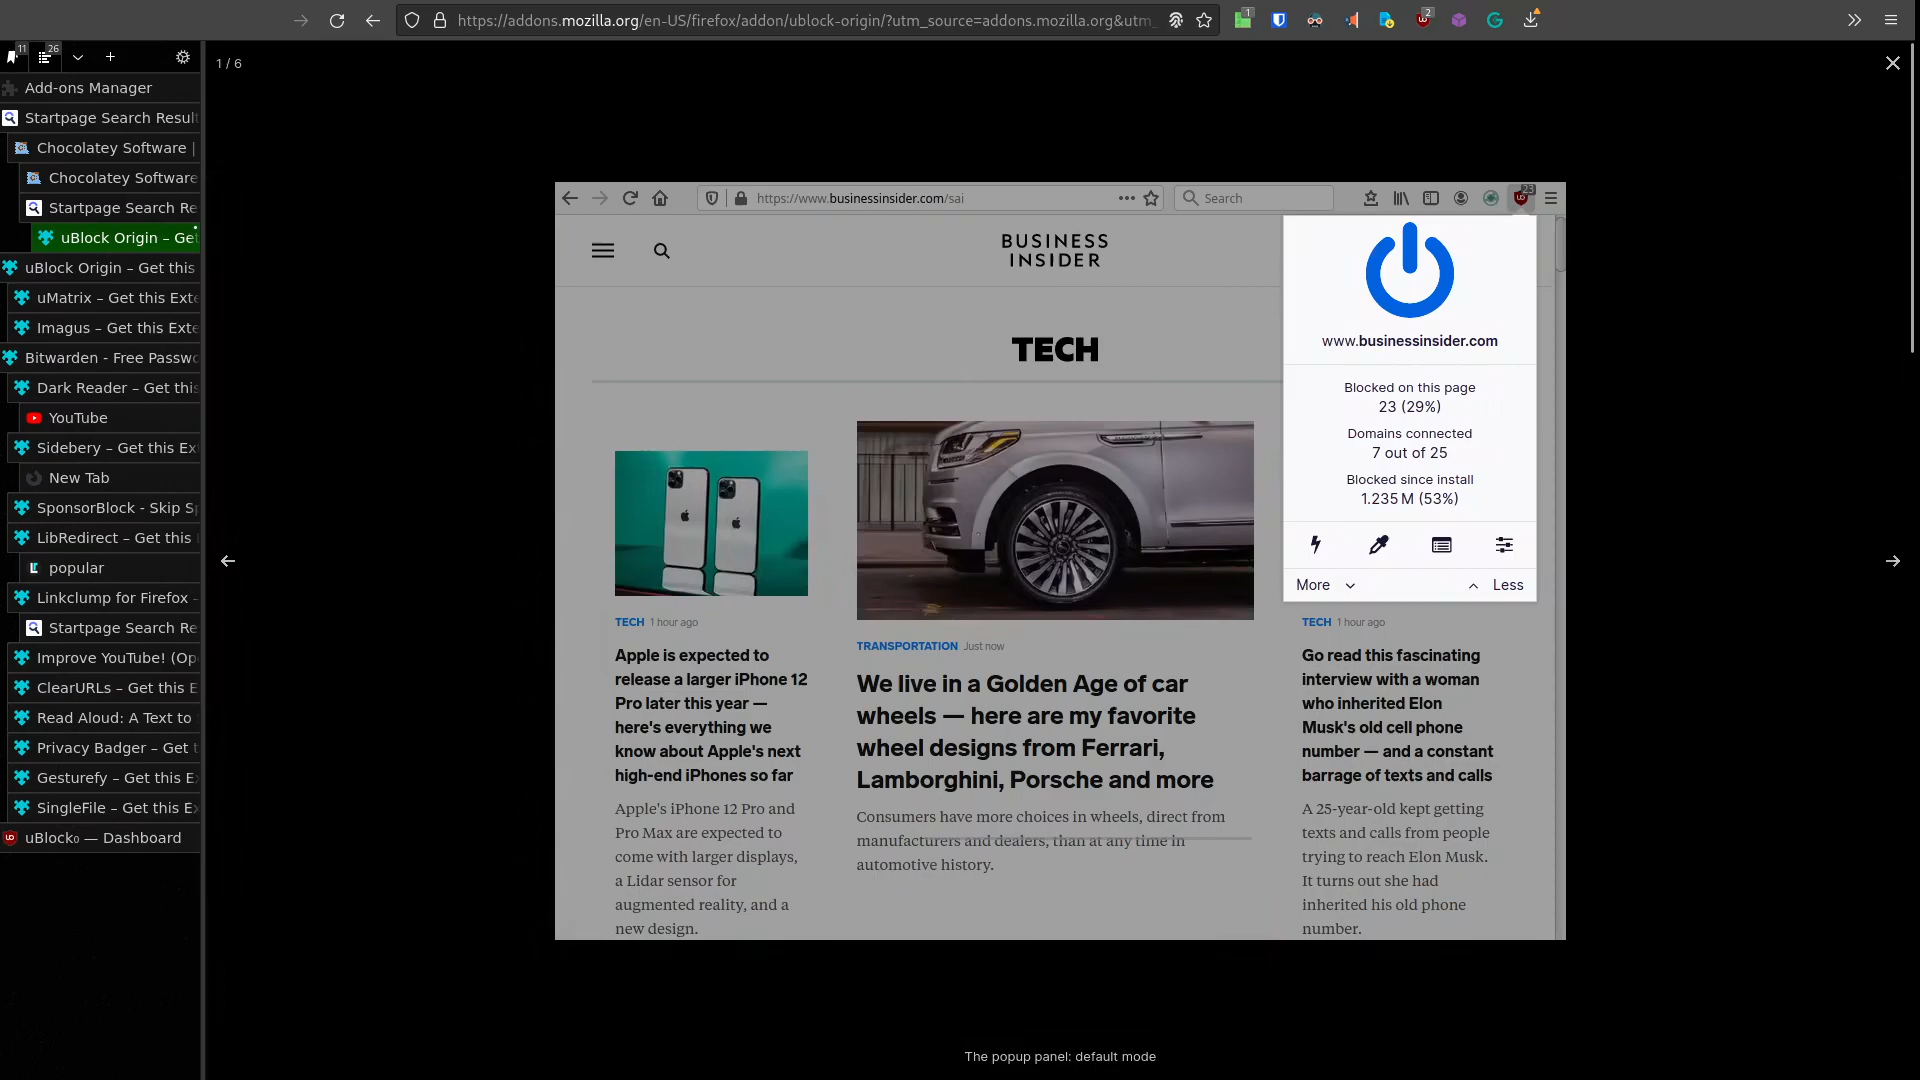 https://addons.mozilla.org/en-US/firefox/addon/ublock-origin/?utm_source=addons.mozilla.org&utm_
1
2
11
26
1 / 6
Add-ons Manager
Startpage Search Result
Chocolatey Software |
Chocolatey Software
Startpage Search Re
uBlock Origin – Get
uBlock Origin – Get this
uMatrix – Get this Exte
Imagus – Get this Exte
Bitwarden - Free Passwo
Dark Reader – Get this
YouTube
Sidebery – Get this Ex
New Tab
SponsorBlock - Skip Sp
LibRedirect – Get this
popular
Linkclump for Firefox –
Startpage Search Re
Improve YouTube! (Ope
ClearURLs – Get this E
Read Aloud: A Text to
Privacy Badger – Get t
Gesturefy – Get this E
SingleFile – Get this Ex
uBlock₀ — Dashboard
https://www.businessinsider.com/sai
Search
23
BUSINESS
INSIDER
TECH
www.businessinsider.com
Blocked on this page
23 (29%)
Domains connected
7 out of 25
Blocked since install
1.235 M (53%)
More
Less
TECH 1 hour ago
Apple is expected to
release a larger iPhone 12
Pro later this year —
here's everything we
know about Apple's next
high-end iPhones so far
Apple's iPhone 12 Pro and
Pro Max are expected to
come with larger displays,
a Lidar sensor for
augmented reality, and a
new design.
TRANSPORTATION Just now
We live in a Golden Age of car
wheels — here are my favorite
wheel designs from Ferrari,
Lamborghini, Porsche and more
Consumers have more choices in wheels, direct from
manufacturers and dealers, than at any time in
automotive history.
TECH 1 hour ago
Go read this fascinating
interview with a woman
who inherited Elon
Musk's old cell phone
number — and a constant
barrage of texts and calls
A 25-year-old kept getting
texts and calls from people
trying to reach Elon Musk.
It turns out she had
inherited his old phone
number.
The popup panel: default mode